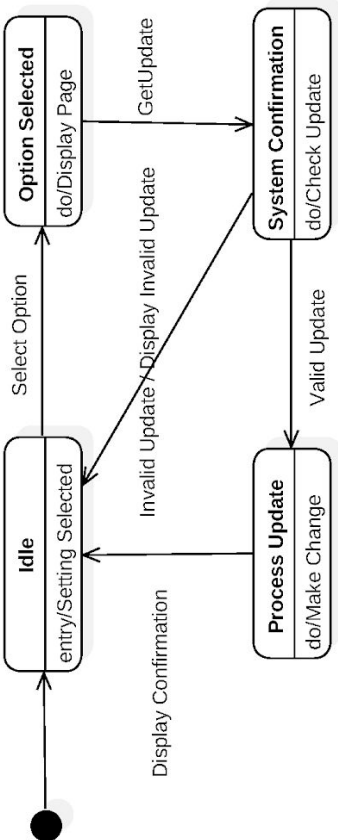 Idle
entry/Setting Selected
Select Option
Option Selected
do/Display Page
GetUpdate
Invalid Update / Display Invalid Update
Display Confirmation
Process Update
do/Make Change
Valid Update
System Confirmation
do/Check Update